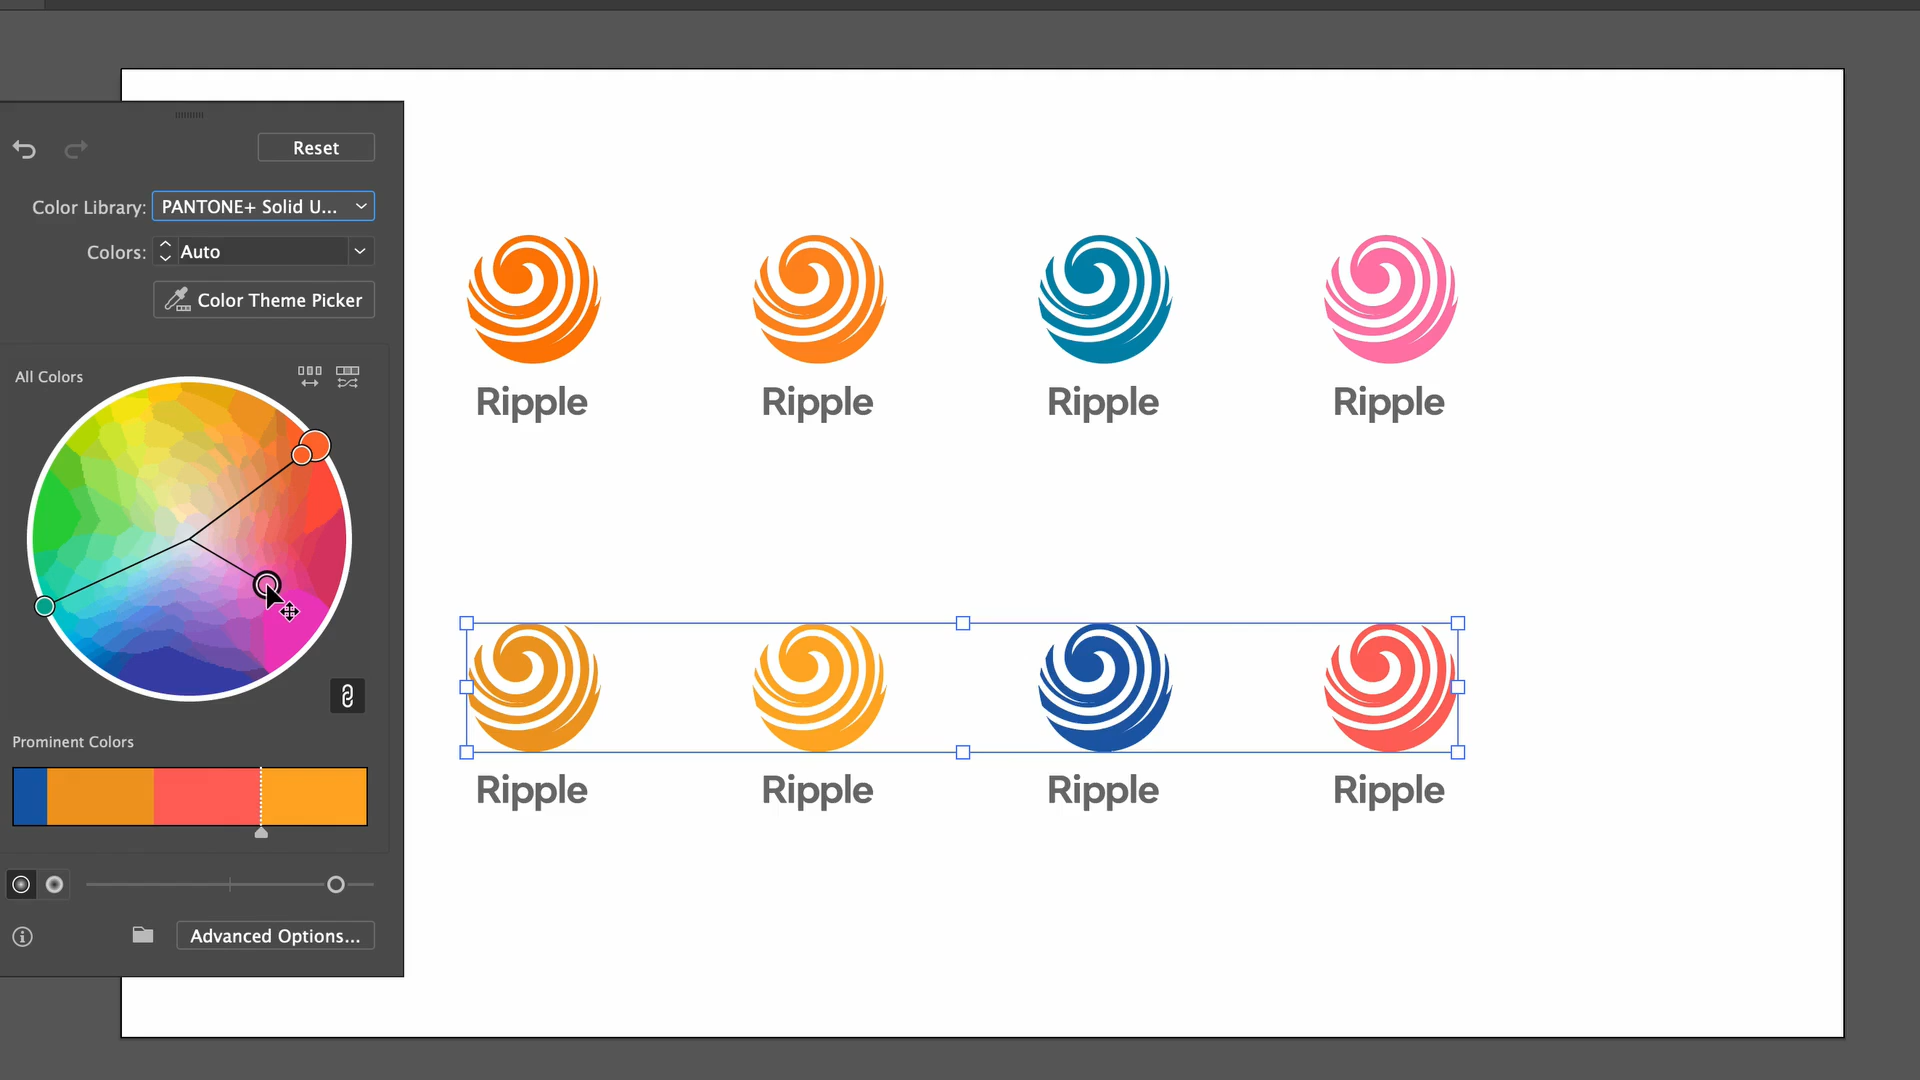 Reset
Color Library: PANTONE+ Solid U...
Colors: Auto
Color Theme Picker
All Colors
Prominent Colors
Advanced Options...
Ripple Ripple Ripple Ripple
Ripple Ripple Ripple Ripple